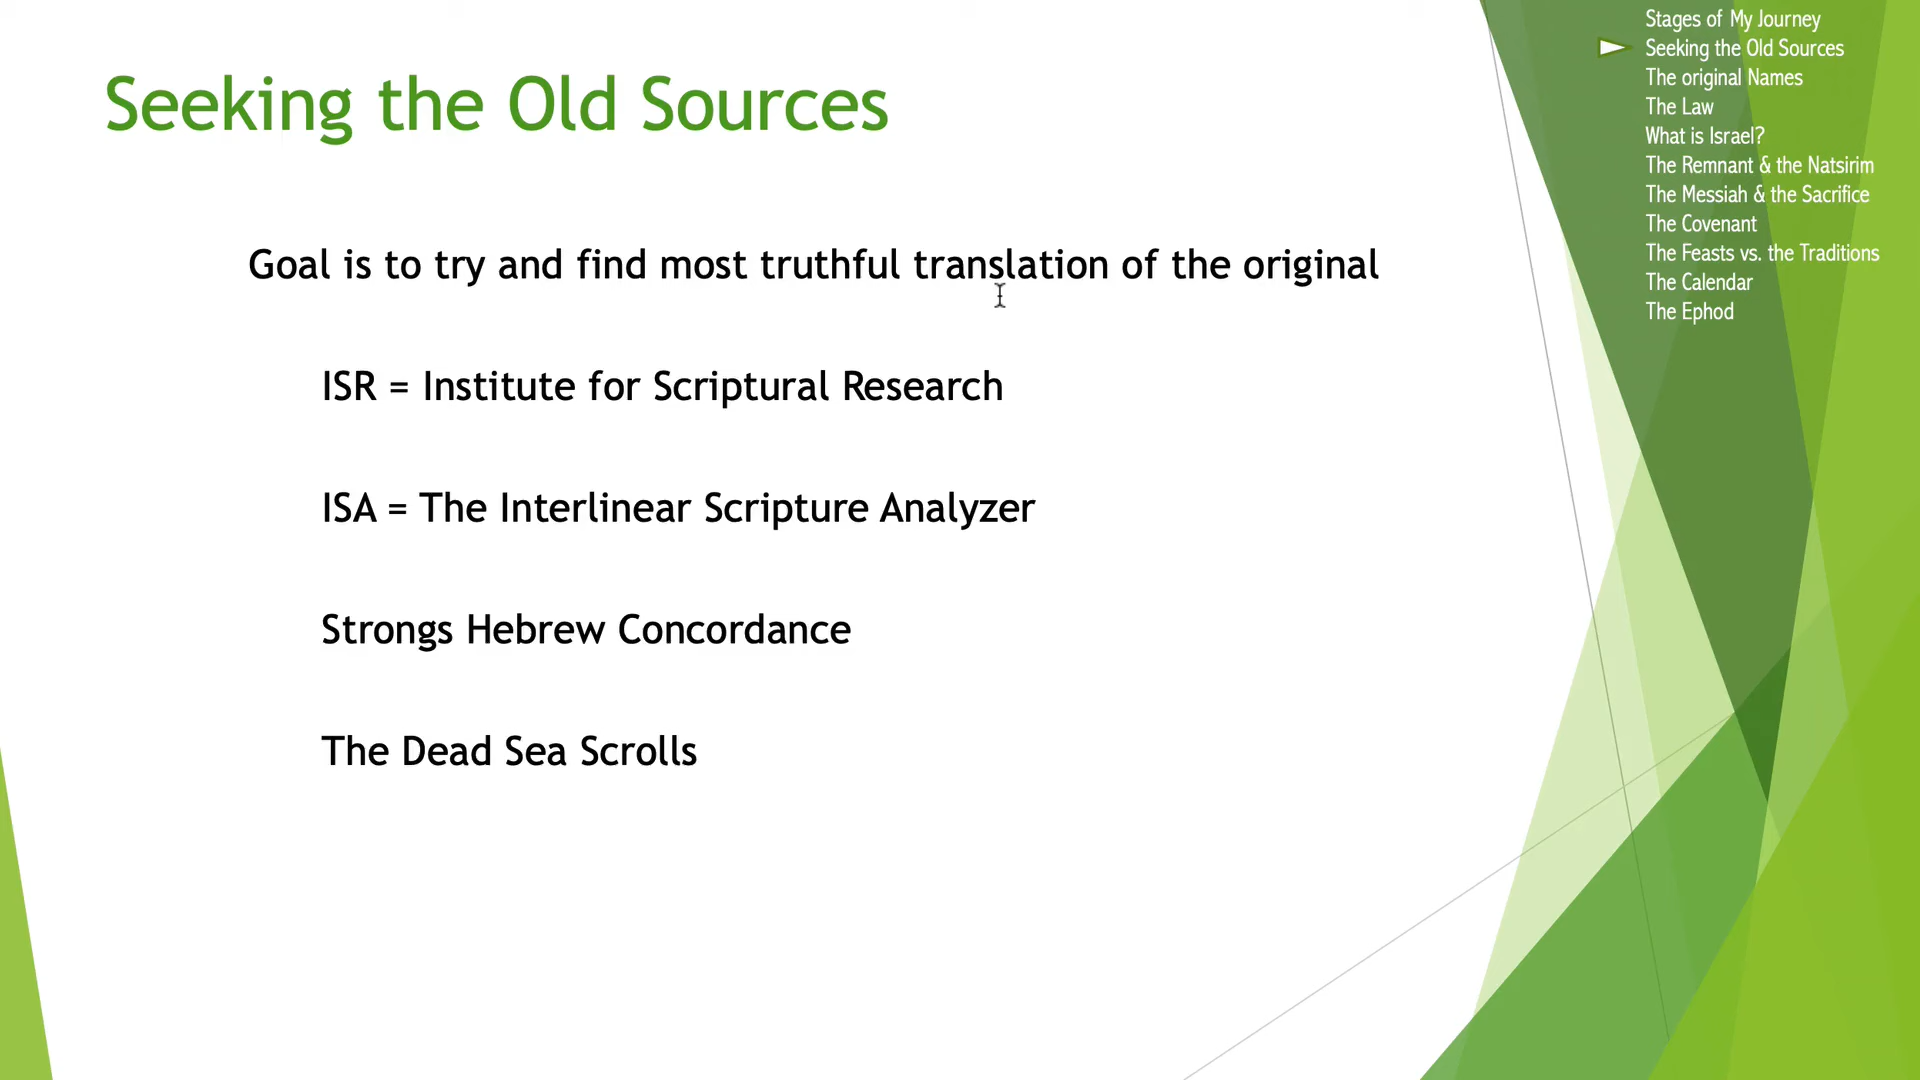 Seeking the Old Sources
Goal is to try and find most truthful translation of the original
ISR = Institute for Scriptural Research
ISA = The Interlinear Scripture Analyzer
Strongs Hebrew Concordance
The Dead Sea Scrolls
Stages of My Journey
Seeking the Old Sources
The original Names
The Law
What is Israel?
The Remnant & the Natsirim
The Messiah & the Sacrifice
The Covenant
The Feasts vs. the Traditions
The Calendar
The Ephod